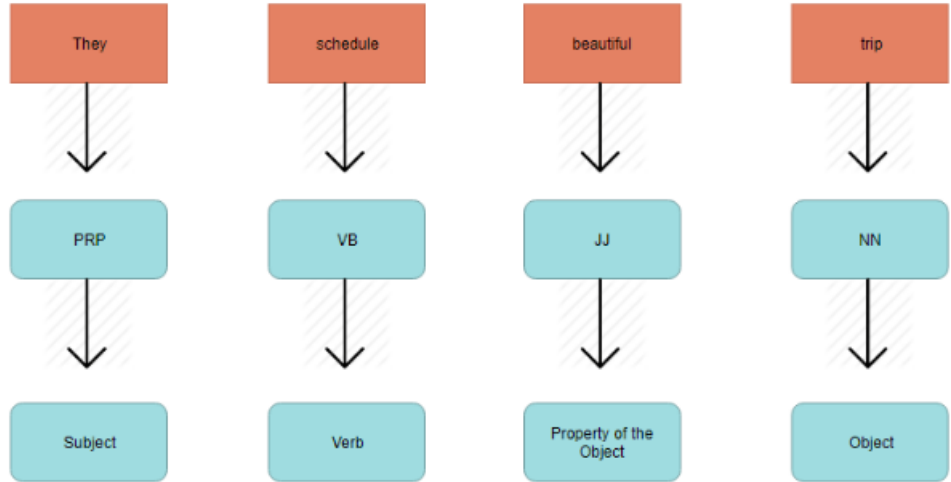 They
schedule
beautiful
trip
PRP
VB
JJ
NN
Subject
Verb
Property of the
Object
Object